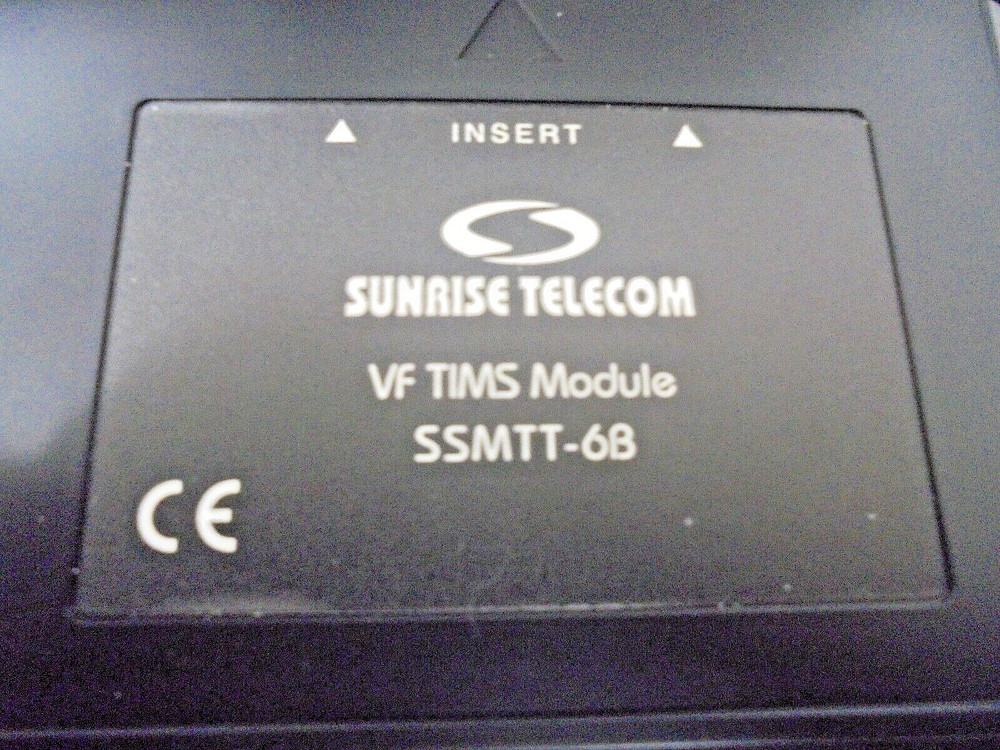 INSERT
SUNRISE TELECOM
VF TIMS Module
SSMTT-6B
CE